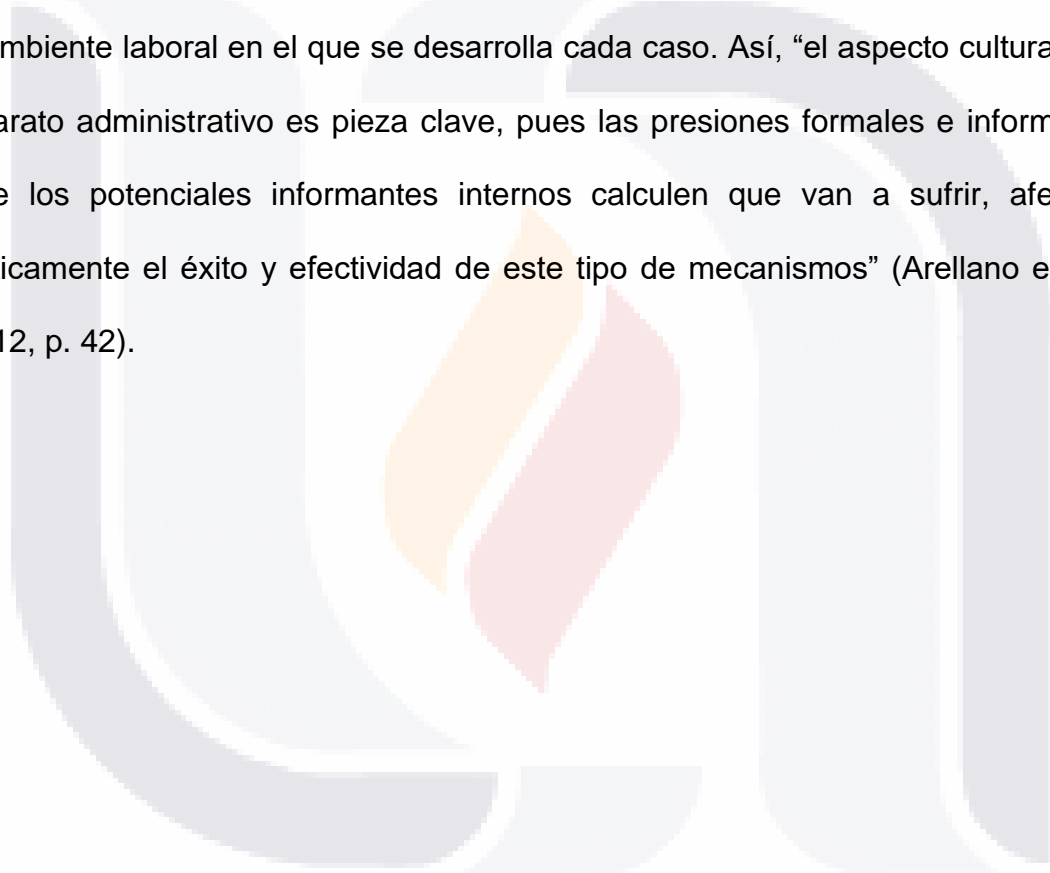 mbiente laboral en el que se desarrolla cada caso. Así, “el aspecto cultura
arato administrativo es pieza clave, pues las presiones formales e inform
e los potenciales informantes internos calculen que van a sufrir, afe
icamente el éxito y efectividad de este tipo de mecanismos” (Arellano e
12, p. 42).